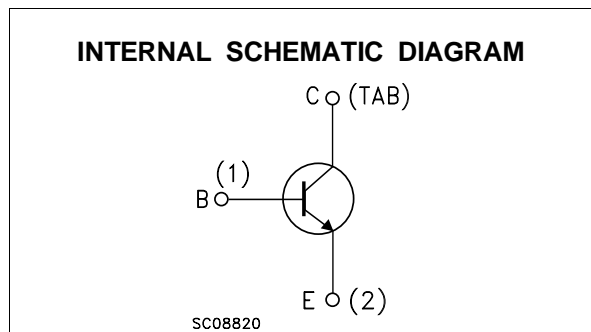 INTERNAL SCHEMATIC DIAGRAM
C (TAB)
(1)
B
E (2)
SC08820